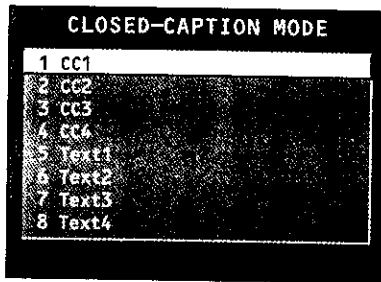 CLOSED-CAPTION MODE
1 CC1
2 CC2
3 CC3
4 CC4
5 Text1
6 Text2
7 Text3
8 Text4